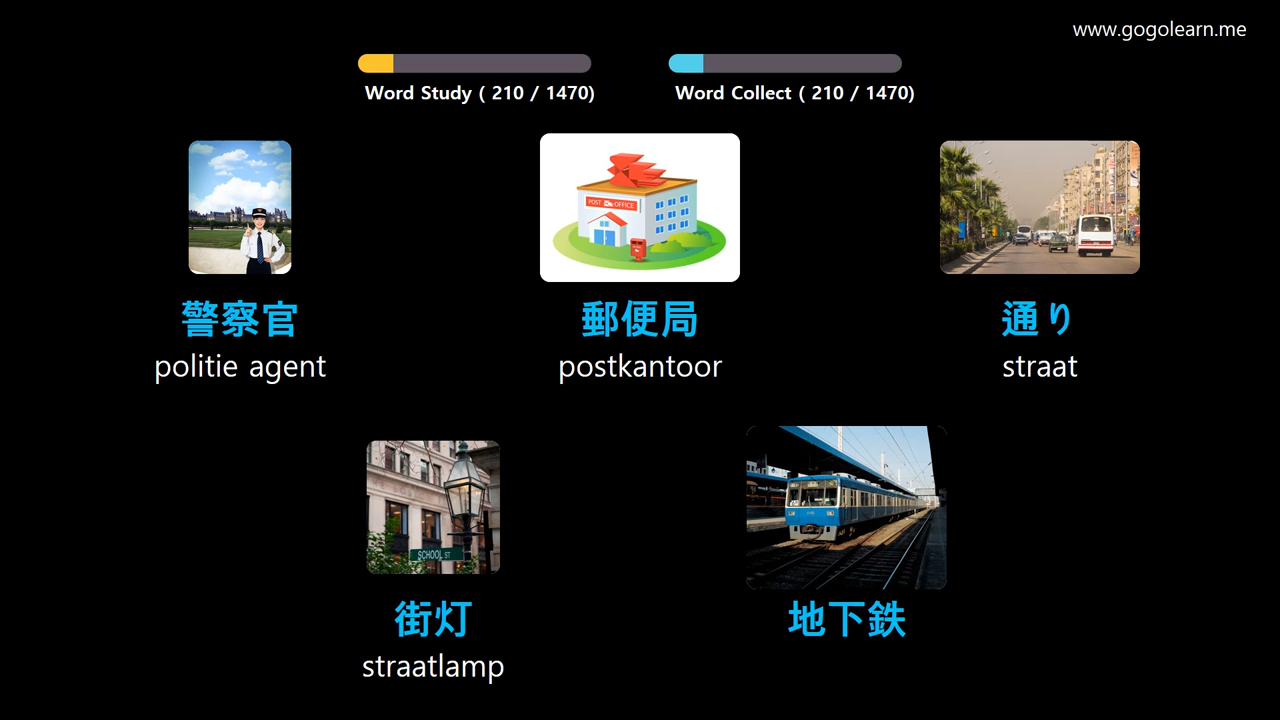 www.gogolearn.me
Word Study ( 210 / 1470)
Word Collect ( 210 / 1470)
POST OFFICE
警察官
郵便局
通り
politie agent
postkantoor
straat
SCHOOL ST
街灯
地下鉄
straatlamp